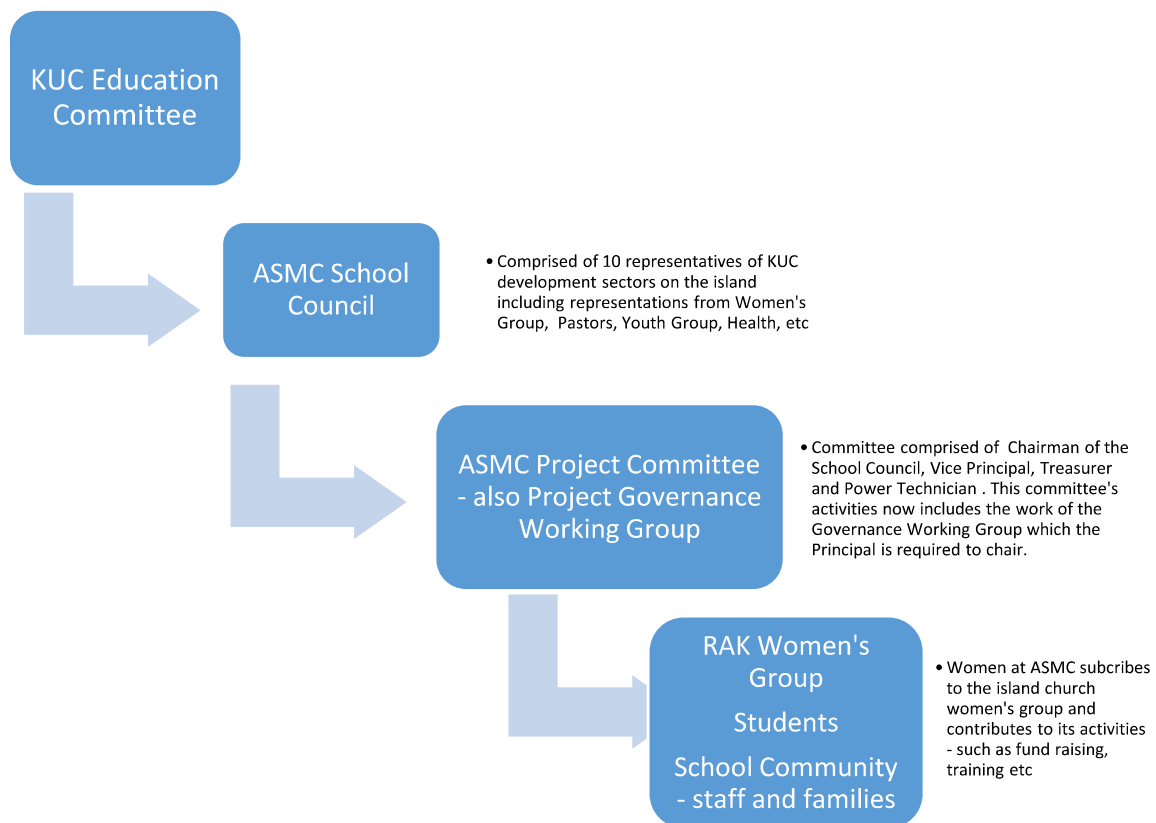 KUC Education
Committee
ASMC School
Council
• Comprised of 10 representatives of KUC
development sectors on the island
including representations from Women's
Group,  Pastors, Youth Group, Health, etc
ASMC Project Committee
- also Project Governance
Working Group
• Committee comprised of  Chairman of the
School Council, Vice Principal, Treasurer
and Power Technician . This committee's
activities now includes the work of the
Governance Working Group which the
Principal is required to chair.
RAK Women's
Group
Students
School Community
- staff and families
• Women at ASMC subcribes
to the island church
women's group and
contributes to its activities
- such as fund raising,
training etc